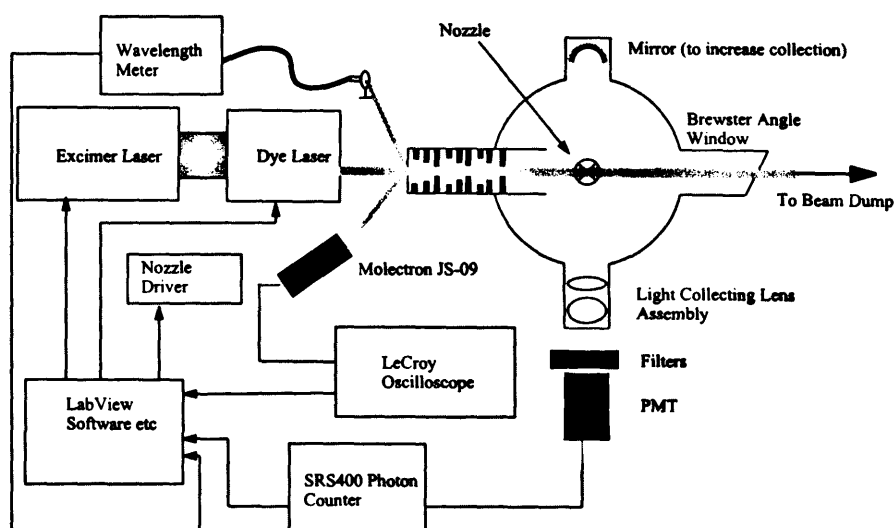 Wavelength
Meter
Nozzle
Mirror (to increase collection)
Brewster Angle
Window
Excimer Laser
Dye Laser
To Beam Dump
Nozzle
Driver
Molectron JS-09
Light Collecting Lens
Assembly
LeCroy
Oscilloscope
Filters
PMT
LabView
Software etc
SRS400 Photon
Counter